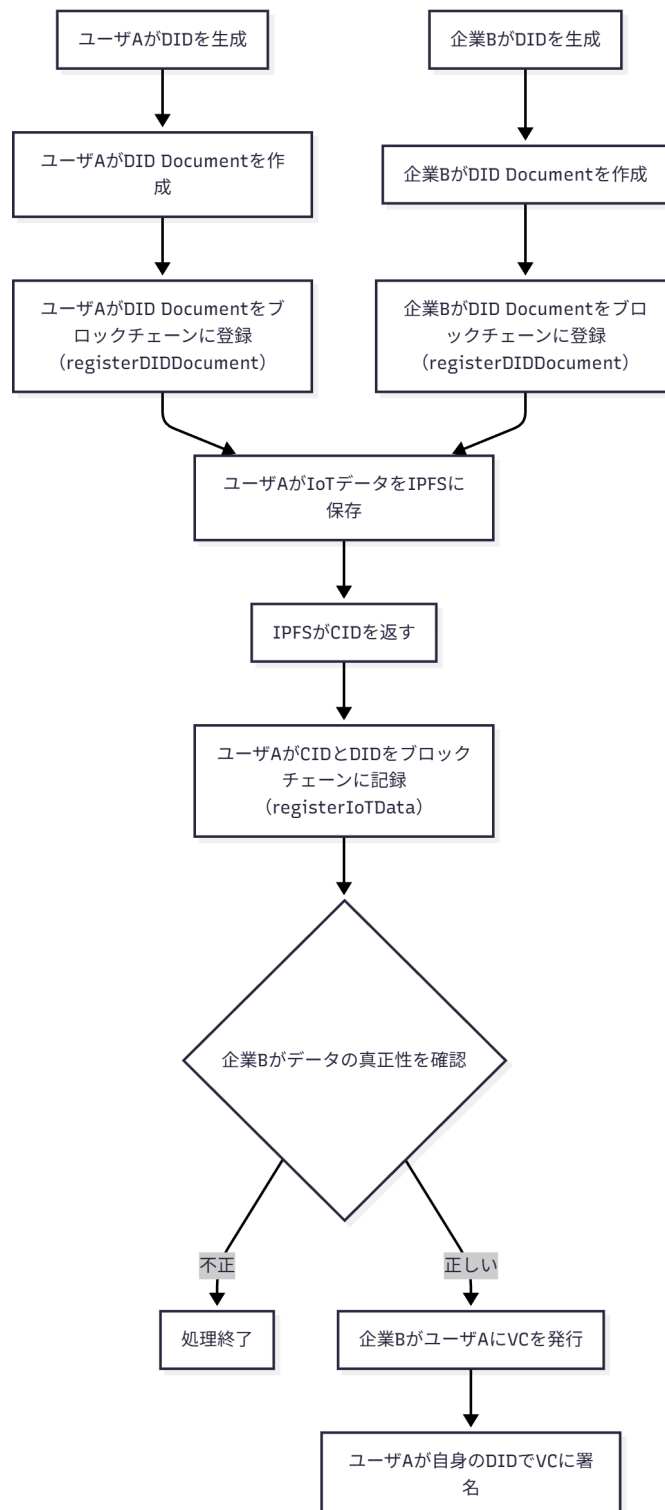 ユーザAがDIDを生成
企業BがDIDを生成
ユーザAがDID Documentを作
成
企業BがDID Documentを作成
ユーザAがDID Documentをブ
ロックチェーンに登録
（registerDIDDocument）
企業BがDID Documentをブロ
ックチェーンに登録
（registerDIDDocument）
ユーザAがIoTデータをIPFSに
保存
IPFSがCIDを返す
ユーザAがCIDとDIDをブロック
チェーンに記録
（registerIoTData）
企業Bがデータの真正性を確認
不正
正しい
処理終了
企業BがユーザAにVCを発行
ユーザAが自身のDIDでVCに署
名